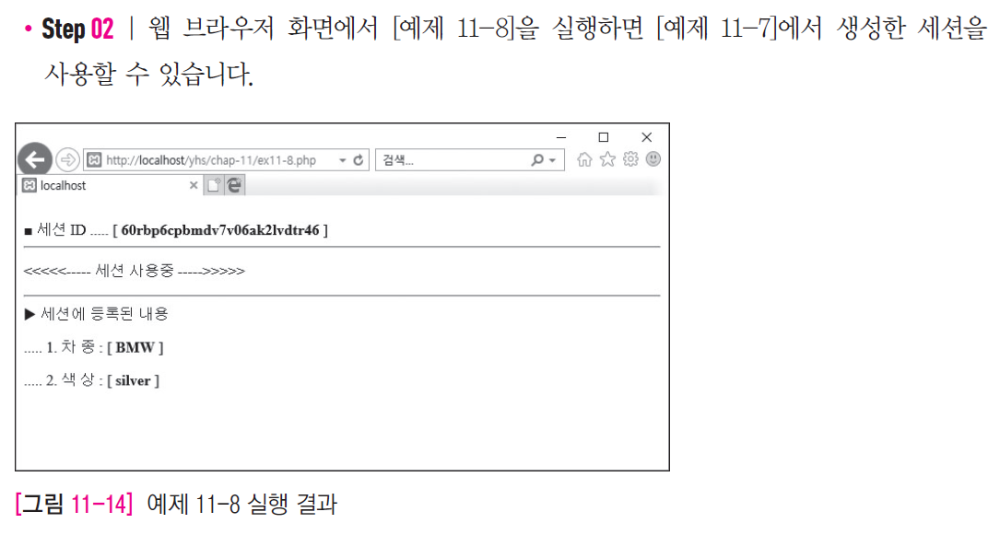 • Step 02 | 웹 브라우저 화면에서 [예제 11-8]을 실행하면 [예제 11-7]에서 생성한 세션을
사용할 수 있습니다.
http://localhost/yhs/chap-11/ex11-8.php 검색...
localhost
■ 세션 ID ..... [ 60rbp6cpbmdv7v06ak2lvdtr46 ]
<<<<<----- 세션 사용중 ----->>>>>
▶ 세션에 등록된 내용
..... 1. 차 종 : [ BMW ]
..... 2. 색 상 : [ silver ]
[그림 11-14] 예제 11-8 실행 결과